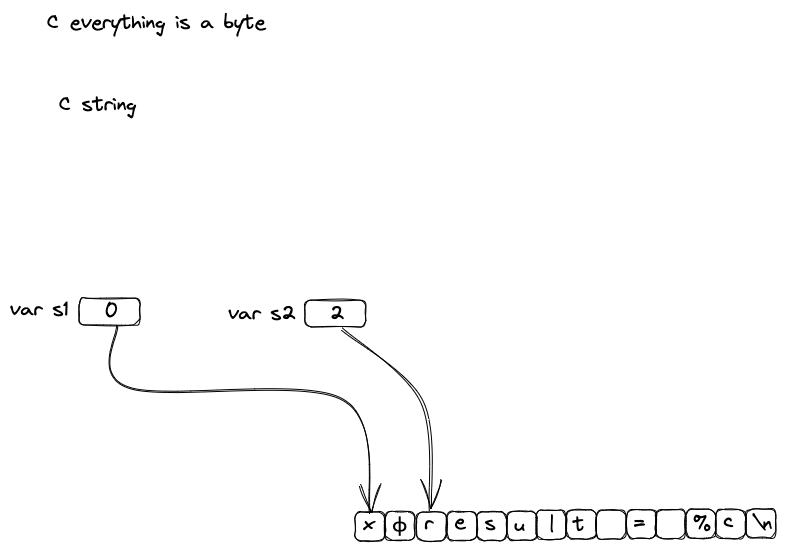 C everything is a byte
C string
var s1 0 var s2 2
x ϕ r e s u l t = % c \n